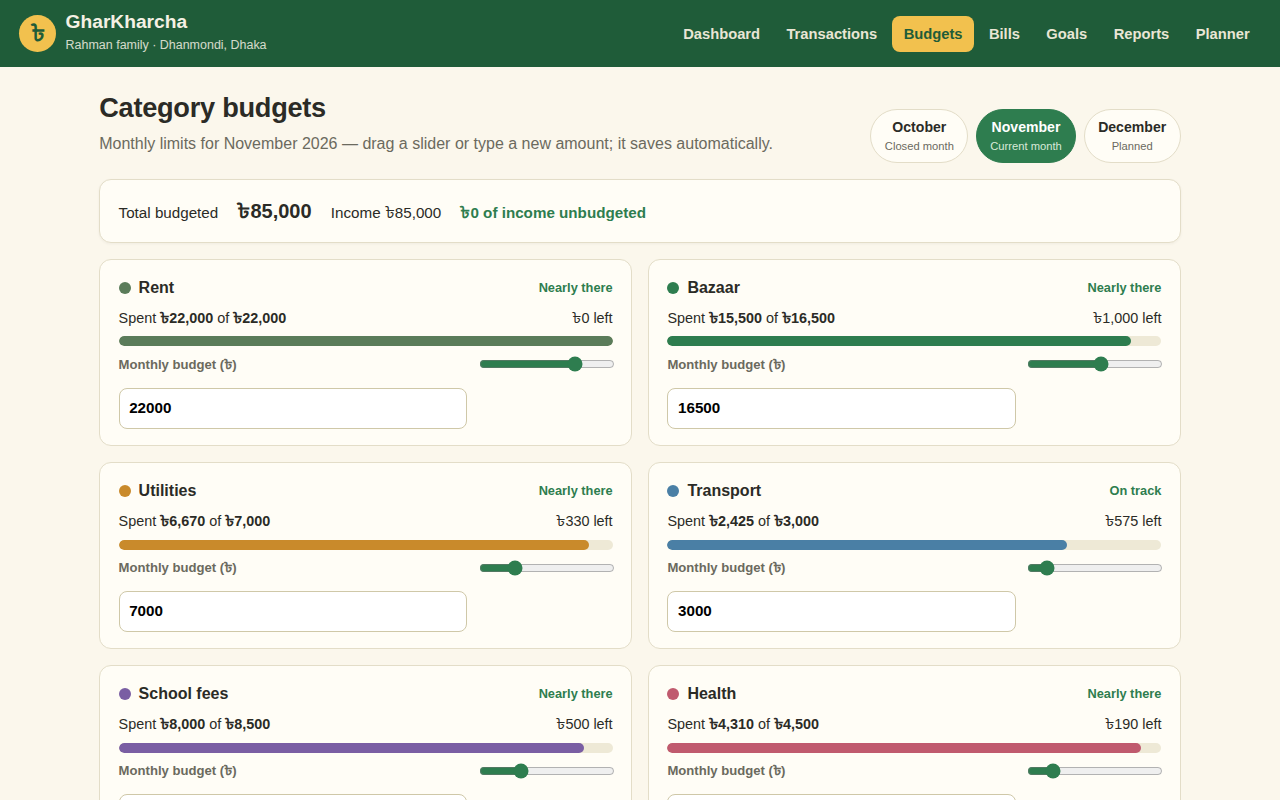 ৳
GharKharcha
Rahman family · Dhanmondi, Dhaka
Dashboard
Transactions
Budgets
Bills
Goals
Reports
Planner
Category budgets
Monthly limits for November 2026 — drag a slider or type a new amount; it saves automatically.
October
Closed month
November
Current month
December
Planned
Total budgeted ৳85,000 Income ৳85,000 ৳0 of income unbudgeted
Rent
Nearly there
Spent ৳22,000 of ৳22,000
৳0 left
Monthly budget (৳)
22000
Bazaar
Nearly there
Spent ৳15,500 of ৳16,500
৳1,000 left
Monthly budget (৳)
16500
Utilities
Nearly there
Spent ৳6,670 of ৳7,000
৳330 left
Monthly budget (৳)
7000
Transport
On track
Spent ৳2,425 of ৳3,000
৳575 left
Monthly budget (৳)
3000
School fees
Nearly there
Spent ৳8,000 of ৳8,500
৳500 left
Monthly budget (৳)
Health
Nearly there
Spent ৳4,310 of ৳4,500
৳190 left
Monthly budget (৳)